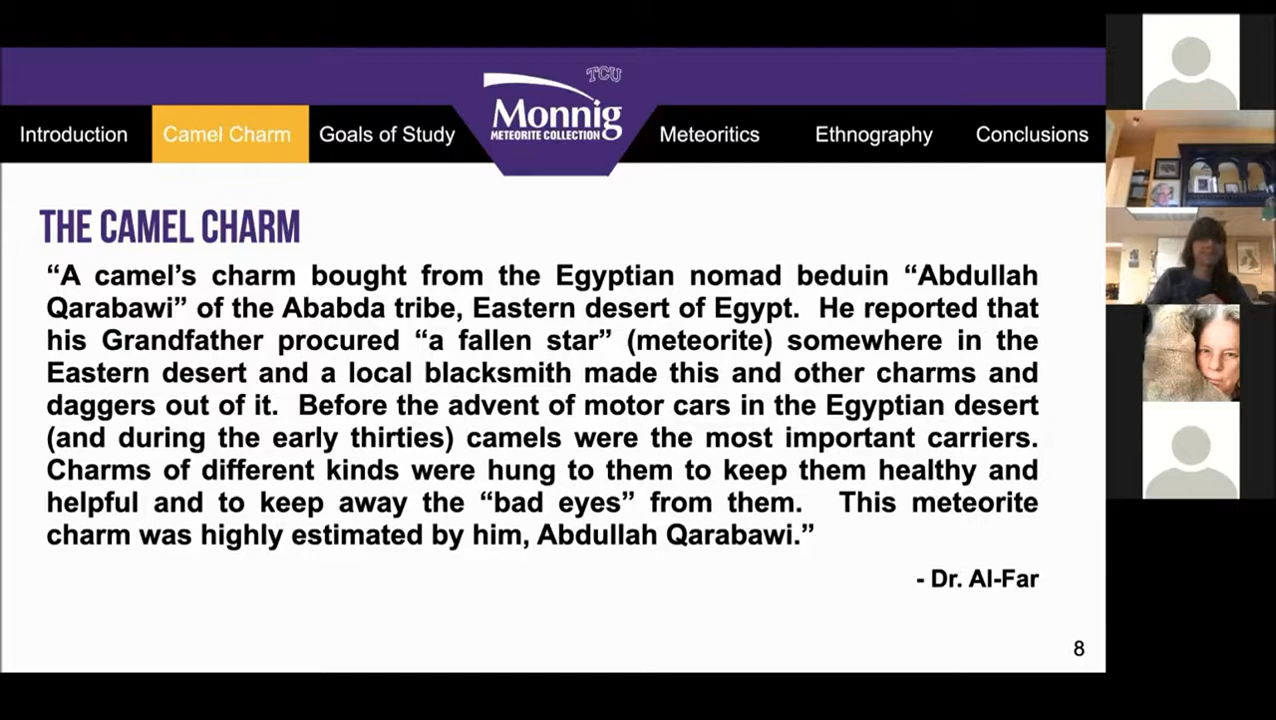 TCU
Monnig
METEORITE COLLECTION
Introduction
Camel Charm
Goals of Study
Meteoritics
Ethnography
Conclusions
THE CAMEL CHARM
“A camel’s charm bought from the Egyptian nomad beduin “Abdullah
Qarabawi” of the Ababda tribe, Eastern desert of Egypt. He reported that
his Grandfather procured “a fallen star” (meteorite) somewhere in the
Eastern desert and a local blacksmith made this and other charms and
daggers out of it. Before the advent of motor cars in the Egyptian desert
(and during the early thirties) camels were the most important carriers.
Charms of different kinds were hung to them to keep them healthy and
helpful and to keep away the “bad eyes” from them. This meteorite
charm was highly estimated by him, Abdullah Qarabawi.”
- Dr. Al-Far
8